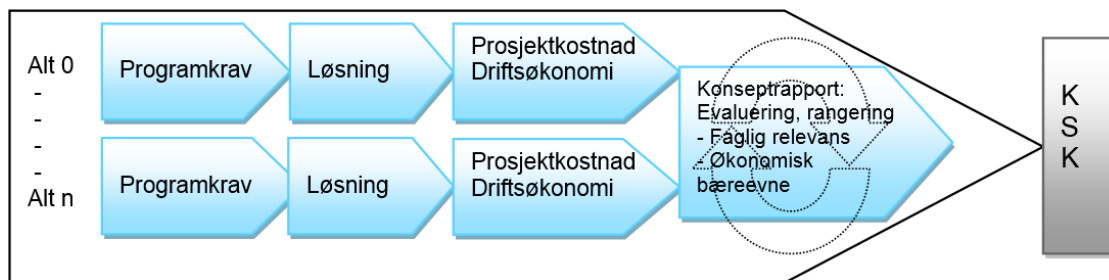 Alt 0
-
-
-
-
Alt n
Programkrav
Løsning
Prosjektkostnad
Driftsøkonomi
Programkrav
Løsning
Prosjektkostnad
Driftsøkonomi
Konseptrapport:
Evaluering, rangering
- Faglig relevans
- Økonomisk
bæreevne
K
S
K